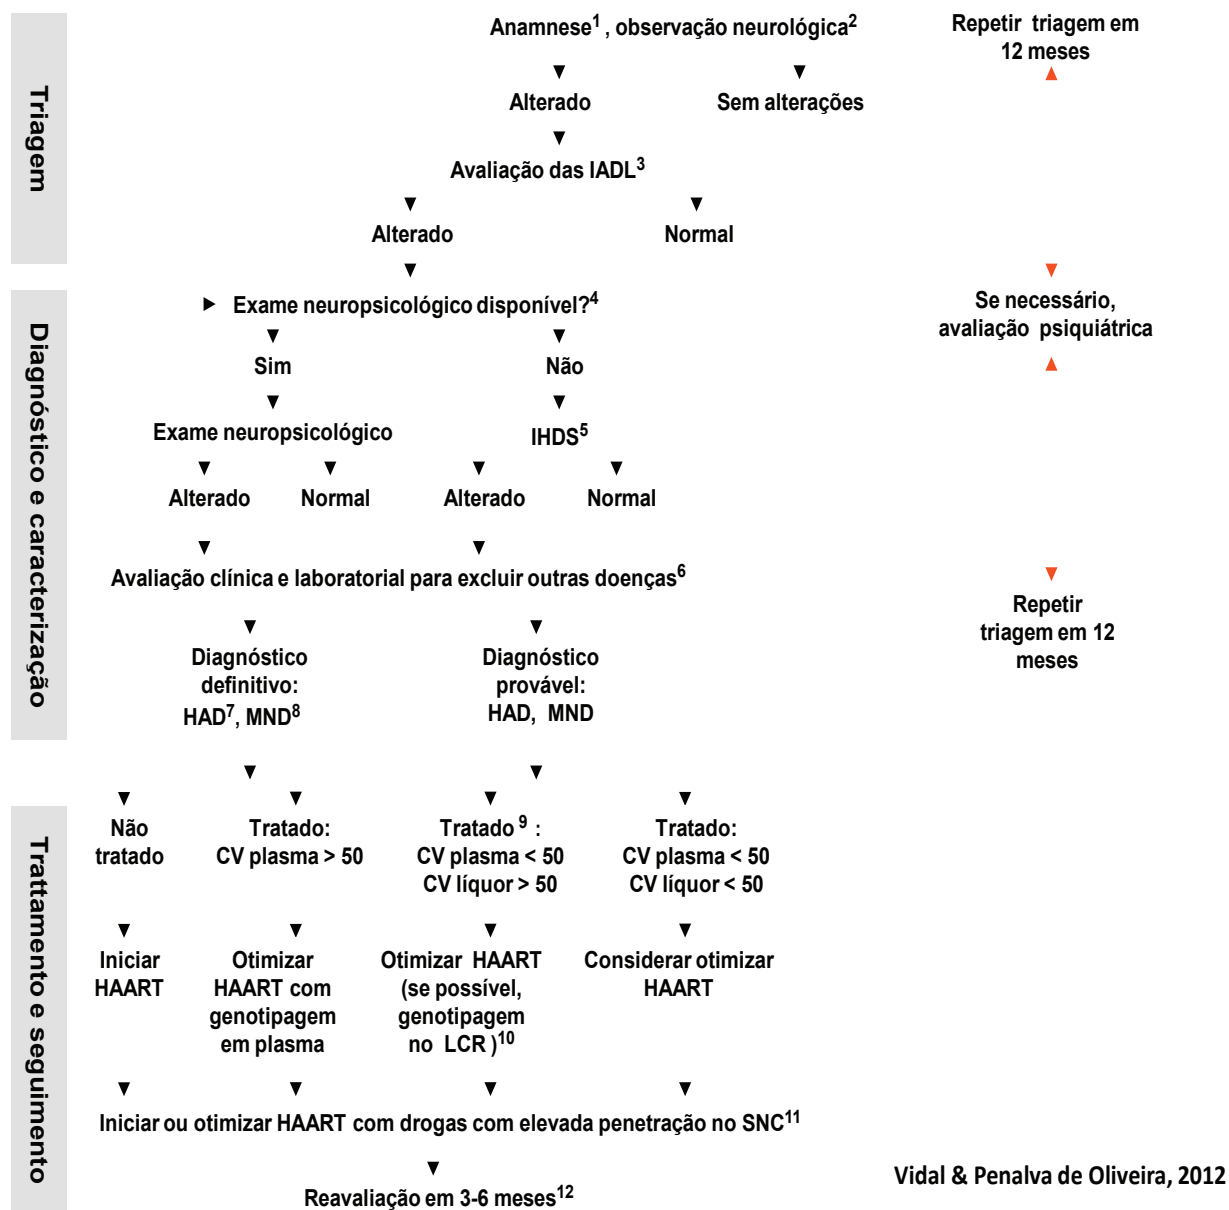 Triagem
Anamnese1 , observação neurológica2
Repetir triagem em
12 meses
Alterado
Sem alterações
Avaliação das IADL3
Alterado
Normal
Diagnóstico e caracterização
Exame neuropsicológico disponível?4
Se necessário,
avaliação psiquiátrica
Sim
Não
Exame neuropsicológico
IHDS5
Alterado
Normal
Alterado
Normal
Avaliação clínica e laboratorial para excluir outras doenças6
Repetir
triagem em 12
meses
Diagnóstico
definitivo:
HAD7, MND8
Diagnóstico
provável:
HAD, MND
Trattamento e seguimento
Não
tratado
Tratado:
CV plasma > 50
Tratado 9 :
CV plasma < 50
CV líquor > 50
Tratado:
CV plasma < 50
CV líquor < 50
Iniciar
HAART
Otimizar
HAART com
genotipagem
em plasma
Otimizar HAART
(se possível,
genotipagem
no LCR )10
Considerar otimizar
HAART
Iniciar ou otimizar HAART com drogas com elevada penetração no SNC11
Reavaliação em 3-6 meses12
Vidal & Penalva de Oliveira, 2012